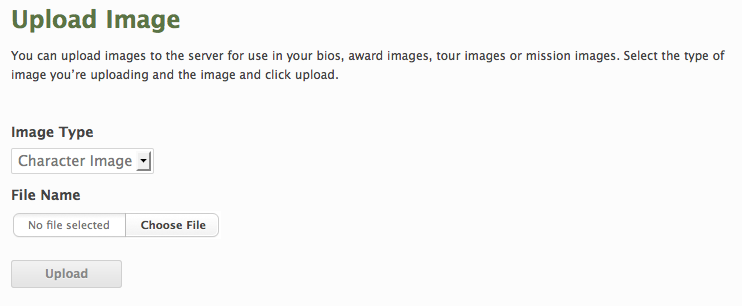 Upload Image
You can upload images to the server for use in your bios, award images, tour images or mission images. Select the type of
image you’re uploading and the image and click upload.
Image Type
Character Image
File Name
No file selected Choose File
Upload